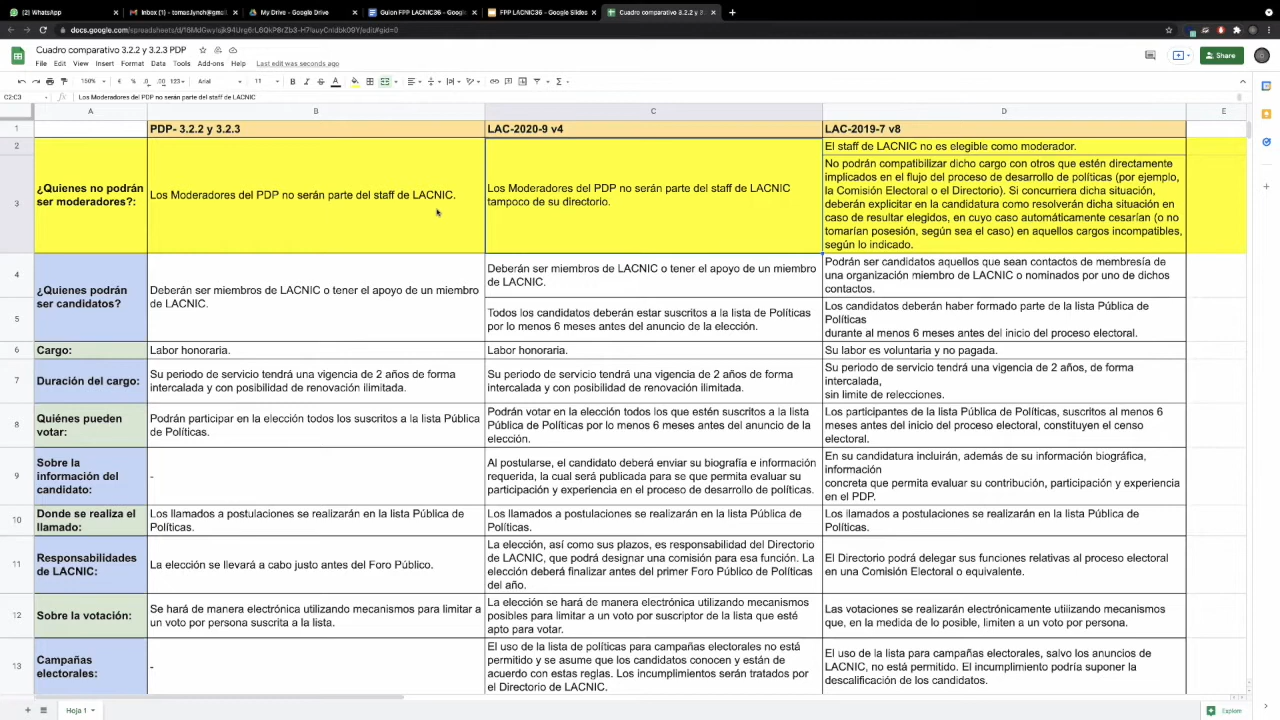 WhatsApp
Inbox (1) - tomas.lynch@gmail.c
My Drive - Google Drive
Guion FPP LACNIC36 - Google
FPP LACNIC36 - Google Slides
Cuadro comparativo 3.2.2 y 3.2
Cuadro comparativo 3.2.2 y 3.2.3 PDP
File Edit View Insert Format Data Tools Add-ons Help Last edit was seconds ago
Share
150%
€ % .0 .00 123
Arial
11
C2:C3
Los Moderadores del PDP no serán parte del staff de LACNIC
A B C D E
1
PDP- 3.2.2 y 3.2.3
LAC-2020-9 v4
LAC-2019-7 v8
2
El staff de LACNIC no es elegible como moderador.
3
¿Quienes no podrán
ser moderadores?:
Los Moderadores del PDP no serán parte del staff de LACNIC.
Los Moderadores del PDP no serán parte del staff de LACNIC
tampoco de su directorio.
No podrán compatibilizar dicho cargo con otros que estén directamente
implicados en el flujo del proceso de desarrollo de políticas (por ejemplo,
la Comisión Electoral o el Directorio). Si concurriera dicha situación,
deberán explicitar en la candidatura como resolverán dicha situación en
caso de resultar elegidos, en cuyo caso automáticamente cesarían (o no
tomarían posesión, según sea el caso) en aquellos cargos incompatibles,
según lo indicado.
4
¿Quienes podrán
ser candidatos?
Deberán ser miembros de LACNIC o tener el apoyo de un miembro
de LACNIC.
Deberán ser miembros de LACNIC o tener el apoyo de un miembro
de LACNIC.
Podrán ser candidatos aquellos que sean contactos de membresía de
una organización miembro de LACNIC o nominados por uno de dichos
contactos.
5
Todos los candidatos deberán estar suscritos a la lista de Políticas
por lo menos 6 meses antes del anuncio de la elección.
Los candidatos deberán haber formado parte de la lista Pública de
Políticas
durante al menos 6 meses antes del inicio del proceso electoral.
6
Cargo:
Labor honoraria.
Labor honoraria.
Su labor es voluntaria y no pagada.
7
Duración del cargo:
Su periodo de servicio tendrá una vigencia de 2 años de forma
intercalada y con posibilidad de renovación ilimitada.
Su periodo de servicio tendrá una vigencia de 2 años de forma
intercalada y con posibilidad de renovación ilimitada.
Su periodo de servicio tendrá una vigencia de 2 años, de forma
intercalada,
sin limite de relecciones.
8
Quiénes pueden
votar:
Podrán participar en la elección todos los suscritos a la lista Pública
de Políticas.
Podrán votar en la elección todos los que estén suscritos a la lista
Pública de Políticas por lo menos 6 meses antes del anuncio de la
elección.
Los participantes de la lista Pública de Políticas, suscritos al menos 6
meses antes del inicio del proceso electoral, constituyen el censo
electoral.
9
Sobre la
información del
candidato:
-
Al postularse, el candidato deberá enviar su biografía e información
requerida, la cual será publicada para se que permita evaluar su
participación y experiencia en el proceso de desarrollo de políticas.
En su candidatura incluirán, además de su información biográfica,
información
concreta que permita evaluar su contribución, participación y experiencia
en el PDP.
10
Donde se realiza el
llamado:
Los llamados a postulaciones se realizarán en la lista Pública de
Políticas.
Los llamados a postulaciones se realizarán en la lista Pública de
Políticas.
Los llamados a postulaciones se realizarán en la lista Pública de
Políticas.
11
Responsabilidades
de LACNIC:
La elección se llevará a cabo justo antes del Foro Público.
La elección, así como sus plazos, es responsabilidad del Directorio
de LACNIC, que podrá designar una comisión para esa función. La
elección deberá finalizar antes del primer Foro Público de Políticas
del año.
El Directorio podrá delegar sus funciones relativas al proceso electoral
en una Comisión Electoral o equivalente.
12
Sobre la votación:
Se hará de manera electrónica utilizando mecanismos para limitar a
un voto por persona suscrita a la lista.
La elección se hará de manera electrónica utilizando mecanismos
posibles para limitar a un voto por suscriptor de la lista que esté
apto para votar.
Las votaciones se realizarán electrónicamente utilizando mecanismos
que, en la medida de lo posible, limiten a un voto por persona.
13
Campañas
electorales:
-
El uso de la lista de políticas para campañas electorales no está
permitido y se asume que los candidatos conocen y están de
acuerdo con estas reglas. Los incumplimientos serán tratados por
el Directorio de LACNIC.
El uso de la lista para campañas electorales, salvo los anuncios de
LACNIC, no está permitido. El incumplimiento podría suponer la
descalificación de los candidatos.
Hoja 1
Explore